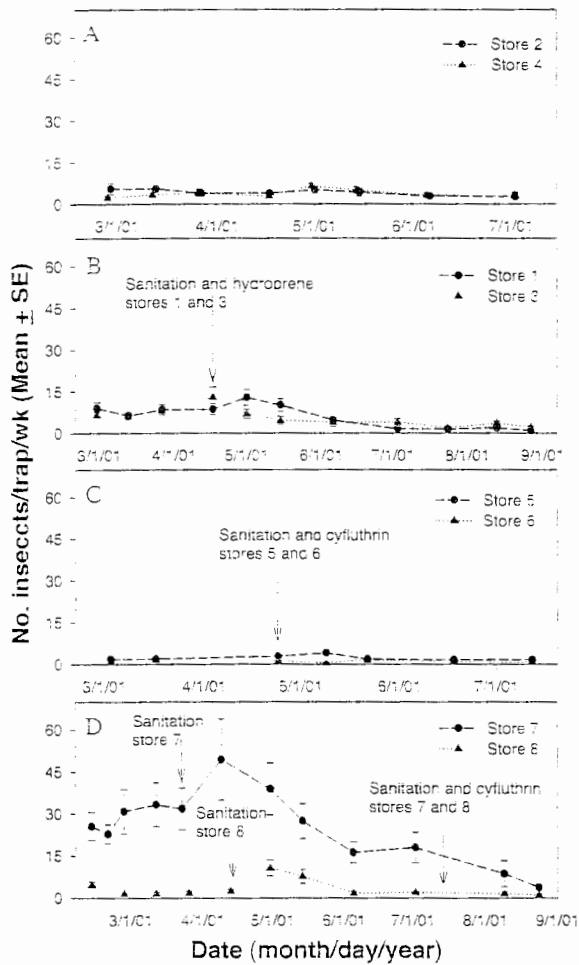 No. inseccts/trap/wk (Mean ± SE)
A
Store 2
Store 4
60
45
30
15
0
3/1/01 4/1/01 5/1/01 6/1/01 7/1/01
B
Store 1
Store 3
Sanitation and hydroprene
stores 1 and 3
60
45
30
15
0
3/1/01 4/1/01 5/1/01 6/1/01 7/1/01 8/1/01 9/1/01
C
Store 5
Store 6
Sanitation and cyfluthrin
stores 5 and 6
60
45
30
15
0
3/1/01 4/1/01 5/1/01 6/1/01 7/1/01
D
Store 7
Store 8
Sanitation
store 7
Sanitation
store 8
Sanitation and cyfluthrin
stores 7 and 8
60
45
30
15
0
3/1/01 4/1/01 5/1/01 6/1/01 7/1/01 8/1/01 9/1/01
Date (month/day/year)